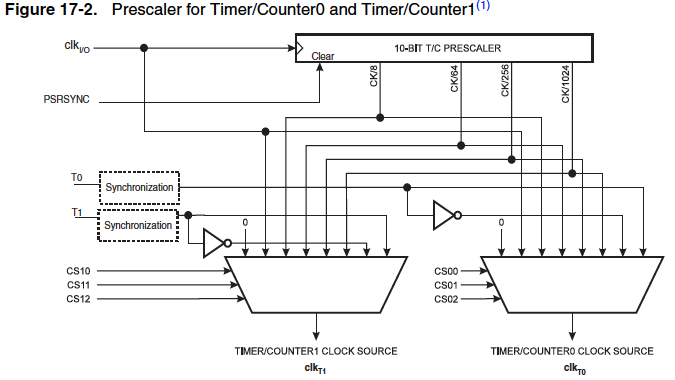 Figure 17-2. Prescaler for Timer/Counter0 and Timer/Counter1(1)
clkI/O
10-BIT T/C PRESCALER
Clear
CK/8
CK/64
CK/256
CK/1024
PSRSYNC
T0
Synchronization
T1
Synchronization
0
0
CS10
CS11
CS12
CS00
CS01
CS02
TIMER/COUNTER1 CLOCK SOURCE
clkT1
TIMER/COUNTER0 CLOCK SOURCE
clkT0